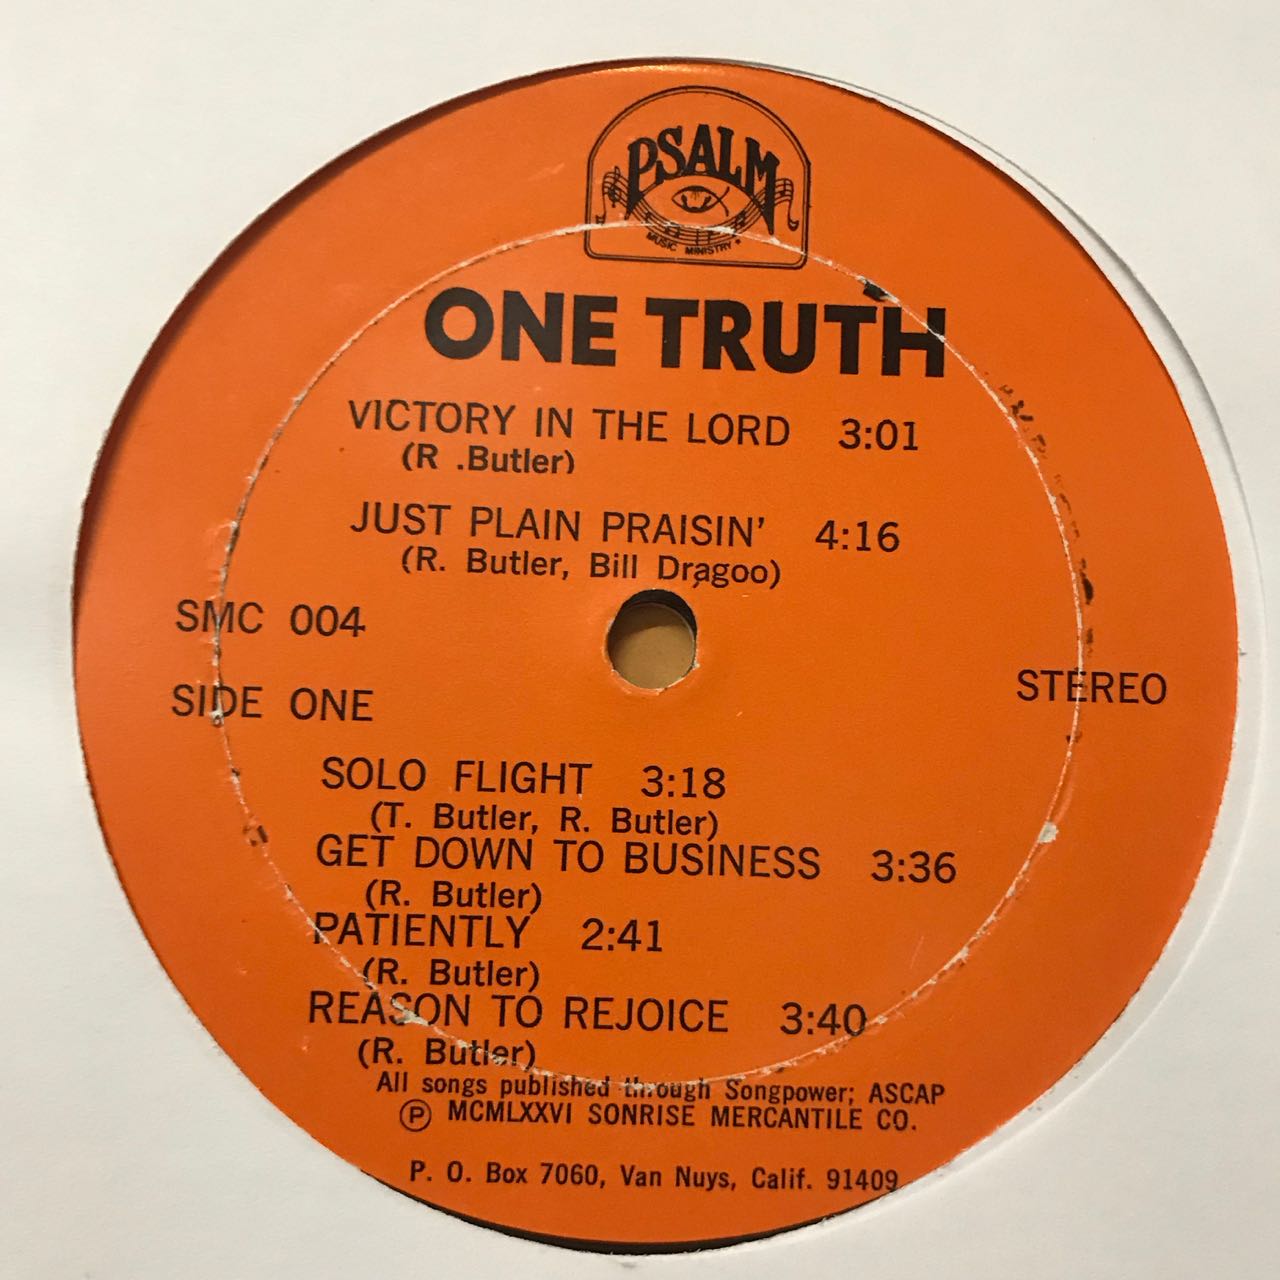 PSALM
MUSIC MINISTRY
ONE TRUTH
VICTORY IN THE LORD 3:01
(R .Butler)
JUST PLAIN PRAISIN' 4:16
(R. Butler, Bill Dragoo)
SMC 004
STEREO
SIDE ONE
SOLO FLIGHT 3:18
(T. Butler, R. Butler)
GET DOWN TO BUSINESS 3:36
(R. Butler)
PATIENTLY 2:41
(R. Butler)
REASON TO REJOICE 3:40
(R. Butler)
All songs published through Songpower; ASCAP
Ⓟ MCMLXXVI SONRISE MERCANTILE CO.
P. O. Box 7060, Van Nuys, Calif. 91409